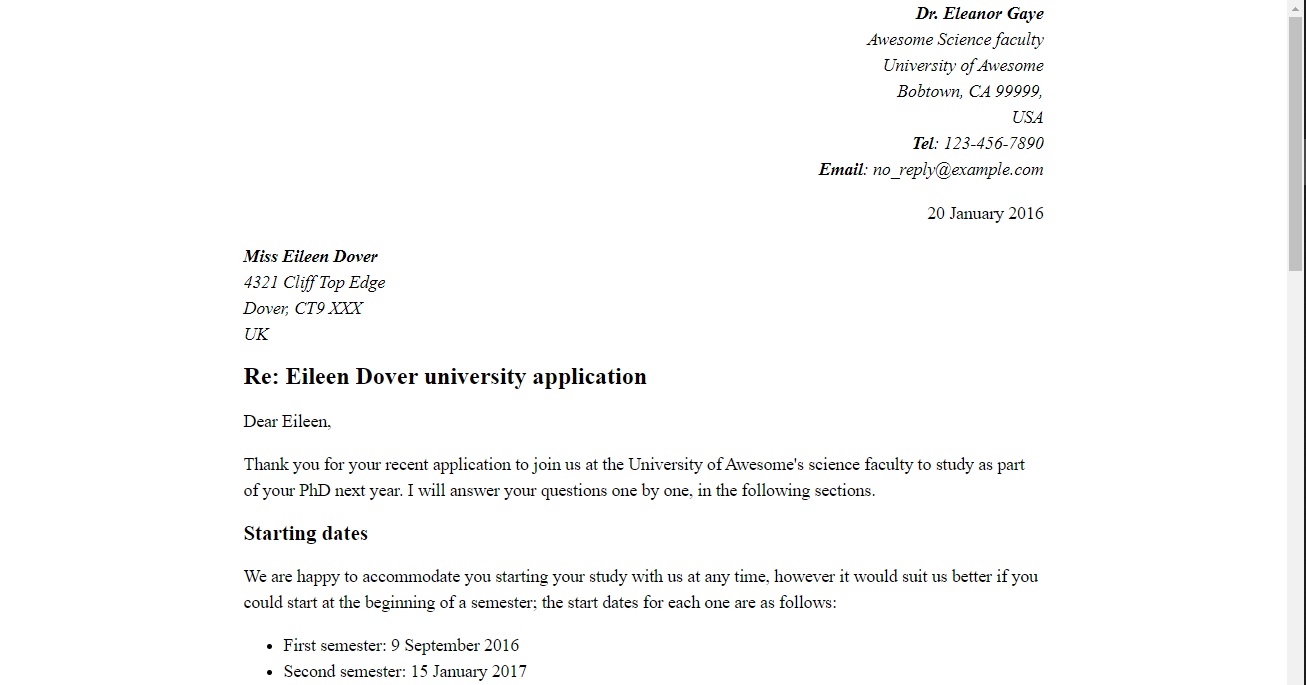 Dr. Eleanor Gaye
Awesome Science faculty
University of Awesome
Bobtown, CA 99999,
USA
Tel: 123-456-7890
Email: no_reply@example.com
20 January 2016
Miss Eileen Dover
4321 Cliff Top Edge
Dover, CT9 XXX
UK
Re: Eileen Dover university application
Dear Eileen,
Thank you for your recent application to join us at the University of Awesome's science faculty to study as part
of your PhD next year. I will answer your questions one by one, in the following sections.
Starting dates
We are happy to accommodate you starting your study with us at any time, however it would suit us better if you
could start at the beginning of a semester; the start dates for each one are as follows:
• First semester: 9 September 2016
• Second semester: 15 January 2017